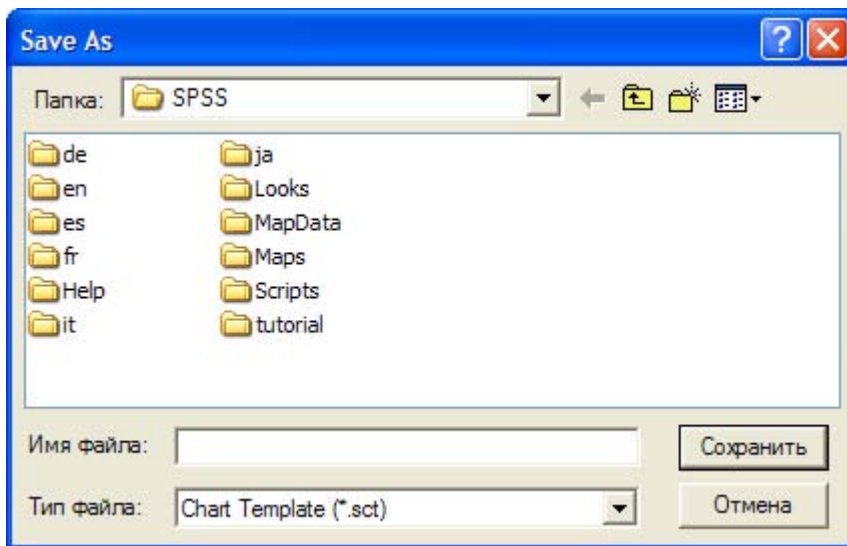 Save As
Папка: SPSS
de
en
es
fr
Help
it
ja
Looks
MapData
Maps
Scripts
tutorial
Имя файла:
Сохранить
Тип файла: Chart Template (*.sct)
Отмена